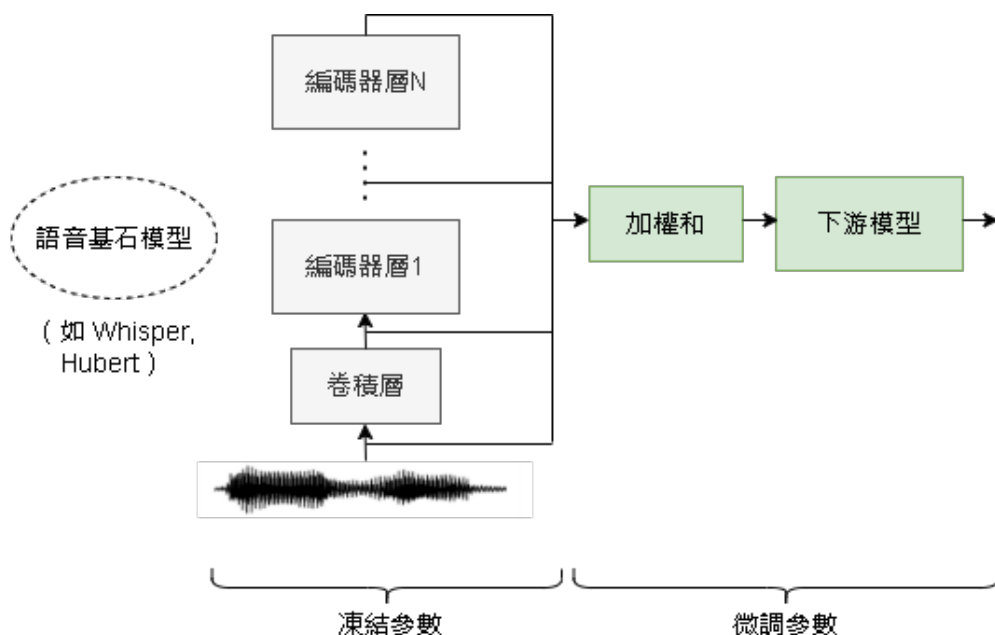 編碼器層N
語音基石模型
（如 Whisper,
Hubert）
編碼器層1
卷積層
加權和
下游模型
凍結參數
微調參數